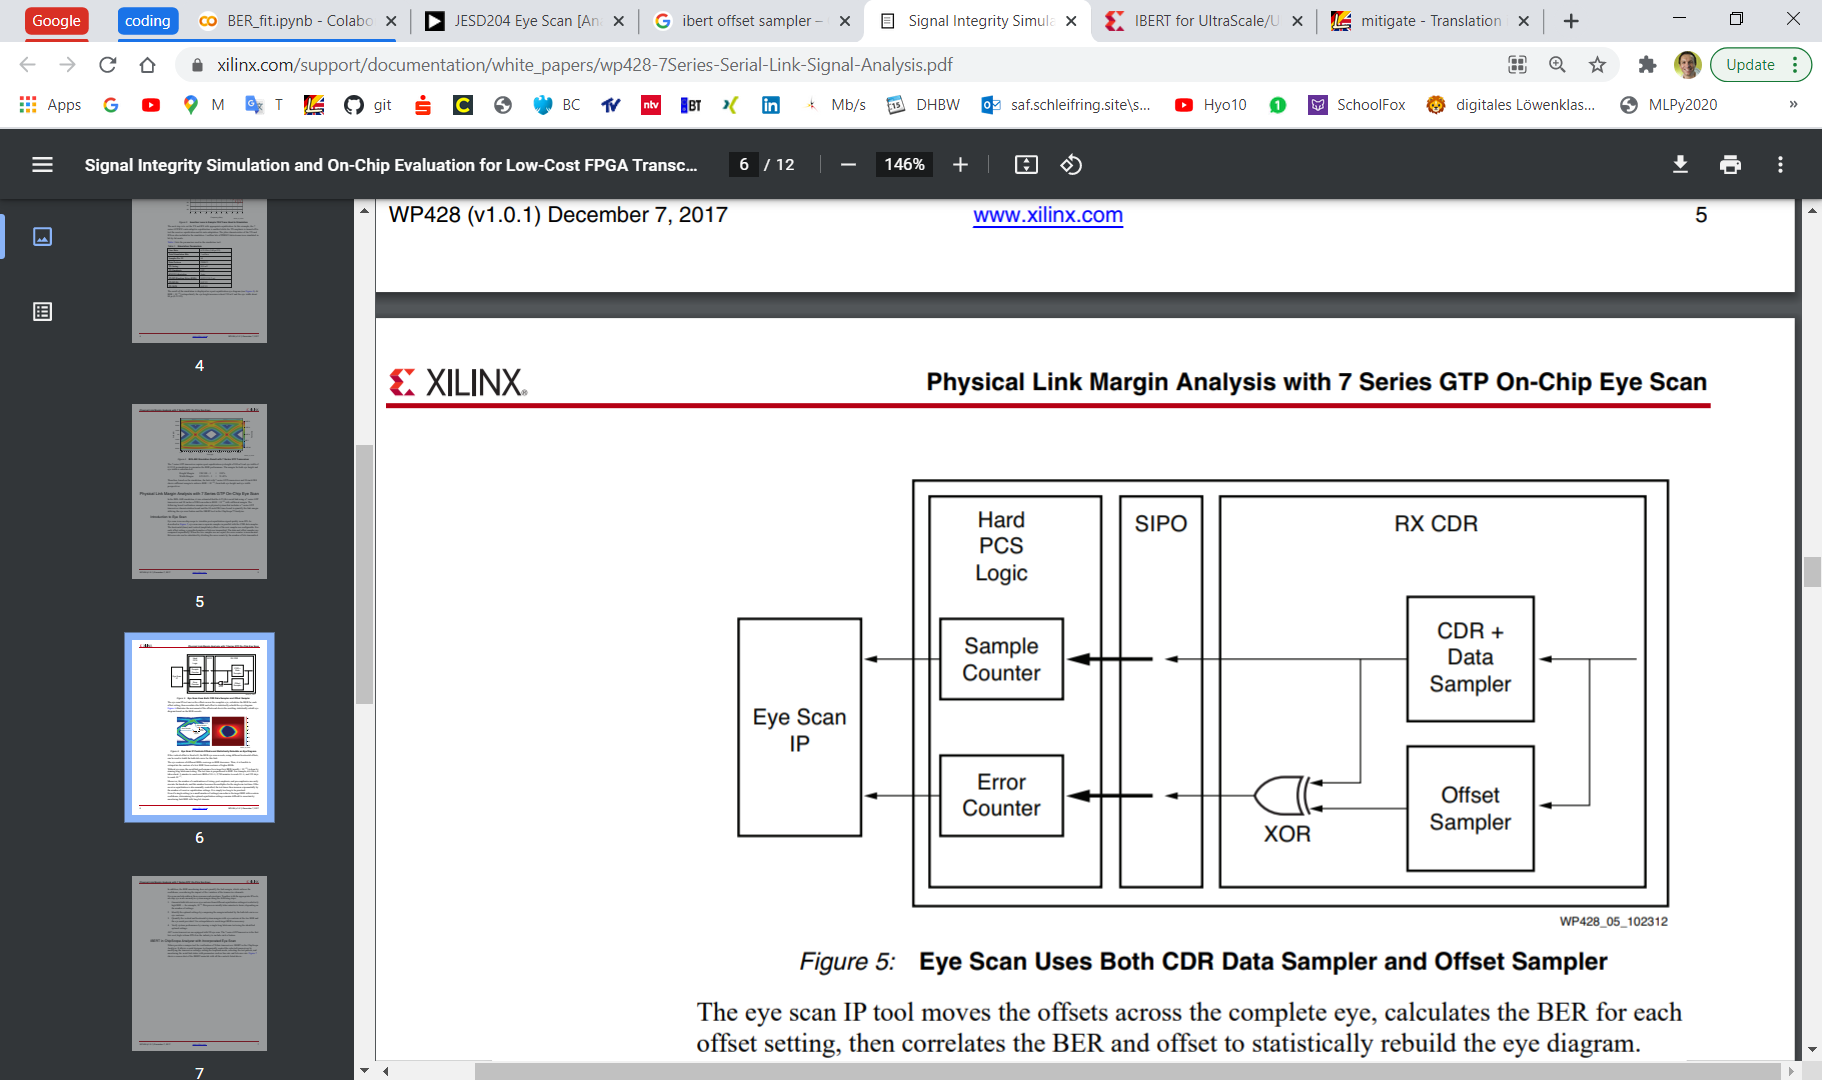 Google
coding
BER_fit.ipynb - Colabo
JESD204 Eye Scan [An
ibert offset sampler –
Signal Integrity Simula
IBERT for UltraScale/U
mitigate - Translation
xilinx.com/support/documentation/white_papers/wp428-7Series-Serial-Link-Signal-Analysis.pdf
Update
Apps
M
T
git
BC
ntv
BT
Mb/s
DHBW
saf.schleifring.site\s...
Hyo10
SchoolFox
digitales Löwenklas...
MLPy2020
»
Signal Integrity Simulation and On-Chip Evaluation for Low-Cost FPGA Transc...
6 / 12
146%
4
5
6
7
WP428 (v1.0.1) December 7, 2017
www.xilinx.com
5
XILINX®
Physical Link Margin Analysis with 7 Series GTP On-Chip Eye Scan
Hard
PCS
Logic
SIPO
RX CDR
Sample
Counter
CDR +
Data
Sampler
Eye Scan
IP
Error
Counter
XOR
Offset
Sampler
WP428_05_102312
Figure 5: Eye Scan Uses Both CDR Data Sampler and Offset Sampler
The eye scan IP tool moves the offsets across the complete eye, calculates the BER for each
offset setting, then correlates the BER and offset to statistically rebuild the eye diagram.